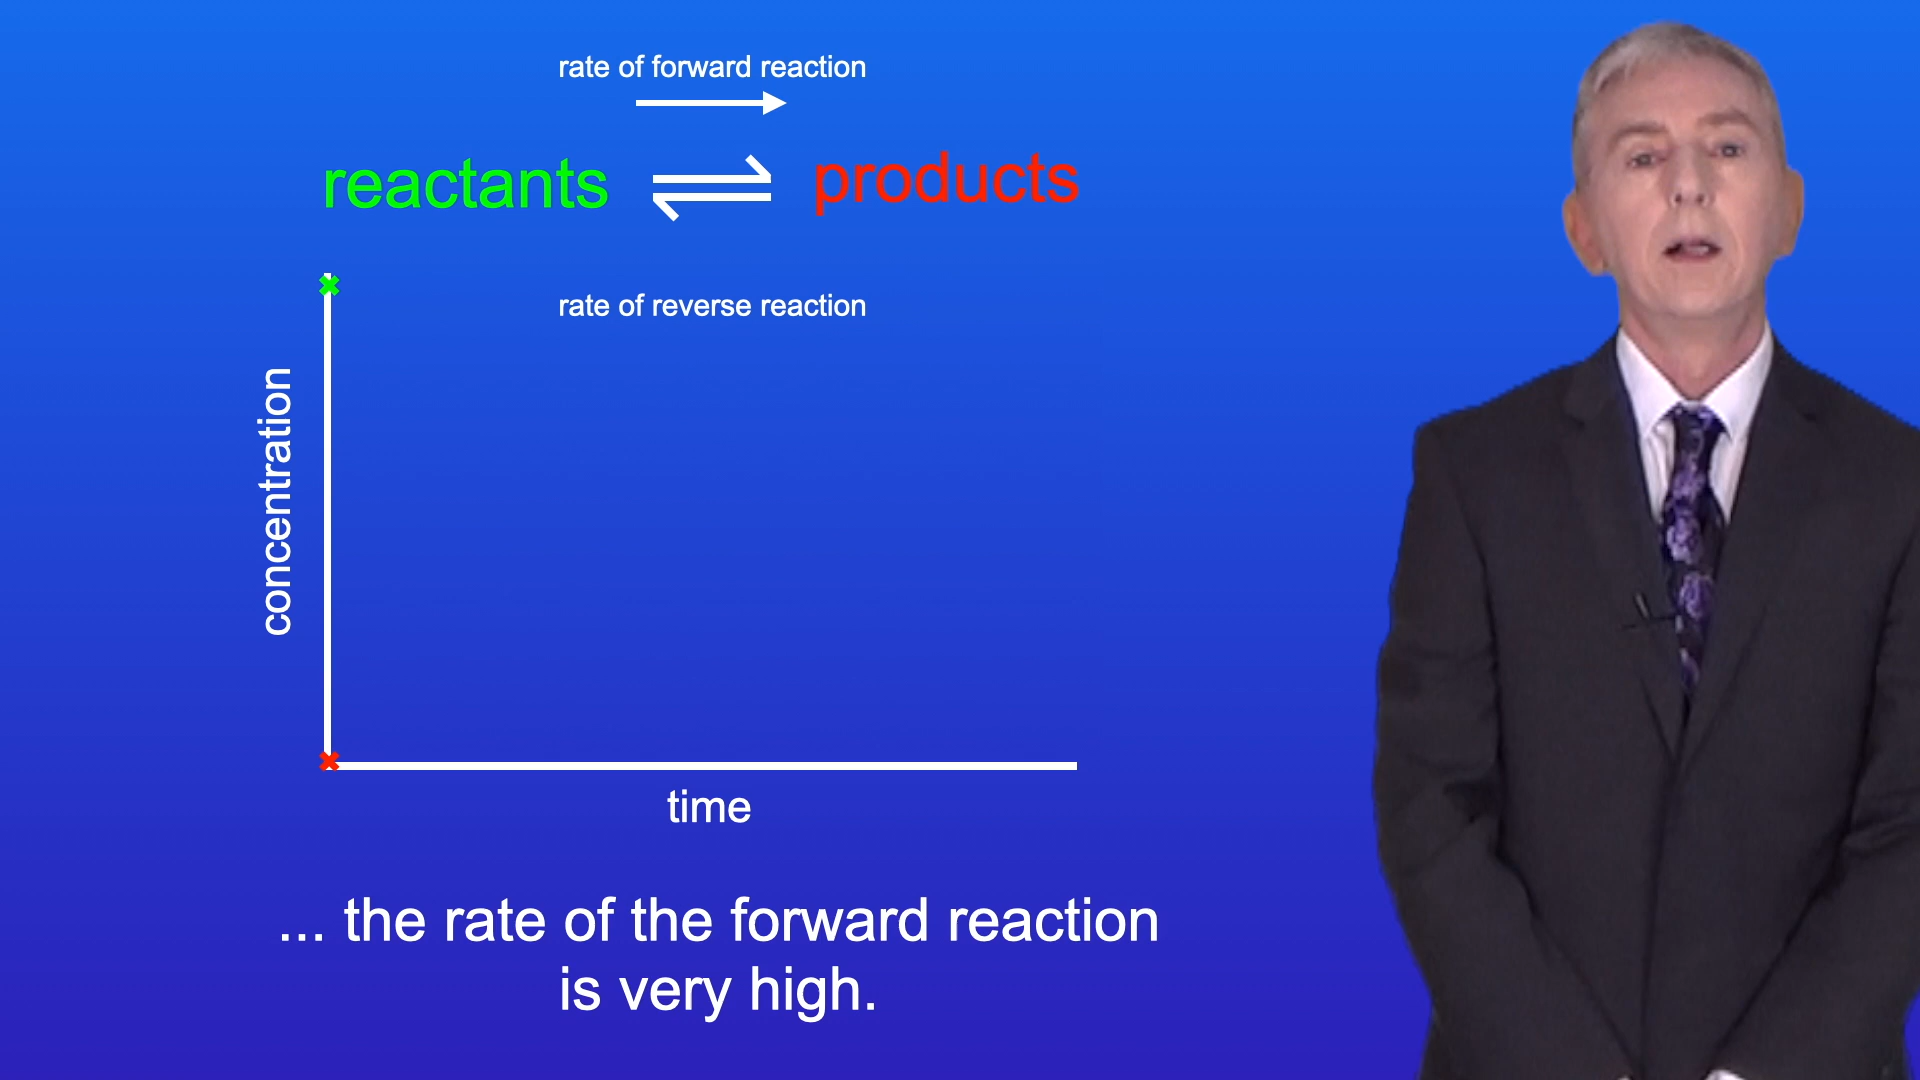 rate of forward reaction
reactants ⇌ products
rate of reverse reaction
concentration
time
... the rate of the forward reaction
is very high.